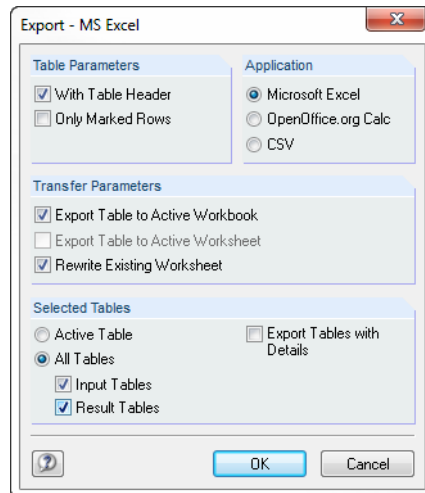 Export - MS Excel
Table Parameters
With Table Header
Only Marked Rows
Application
Microsoft Excel
OpenOffice.org Calc
CSV
Transfer Parameters
Export Table to Active Workbook
Export Table to Active Worksheet
Rewrite Existing Worksheet
Selected Tables
Active Table
All Tables
Input Tables
Result Tables
Export Tables with
Details
OK
Cancel